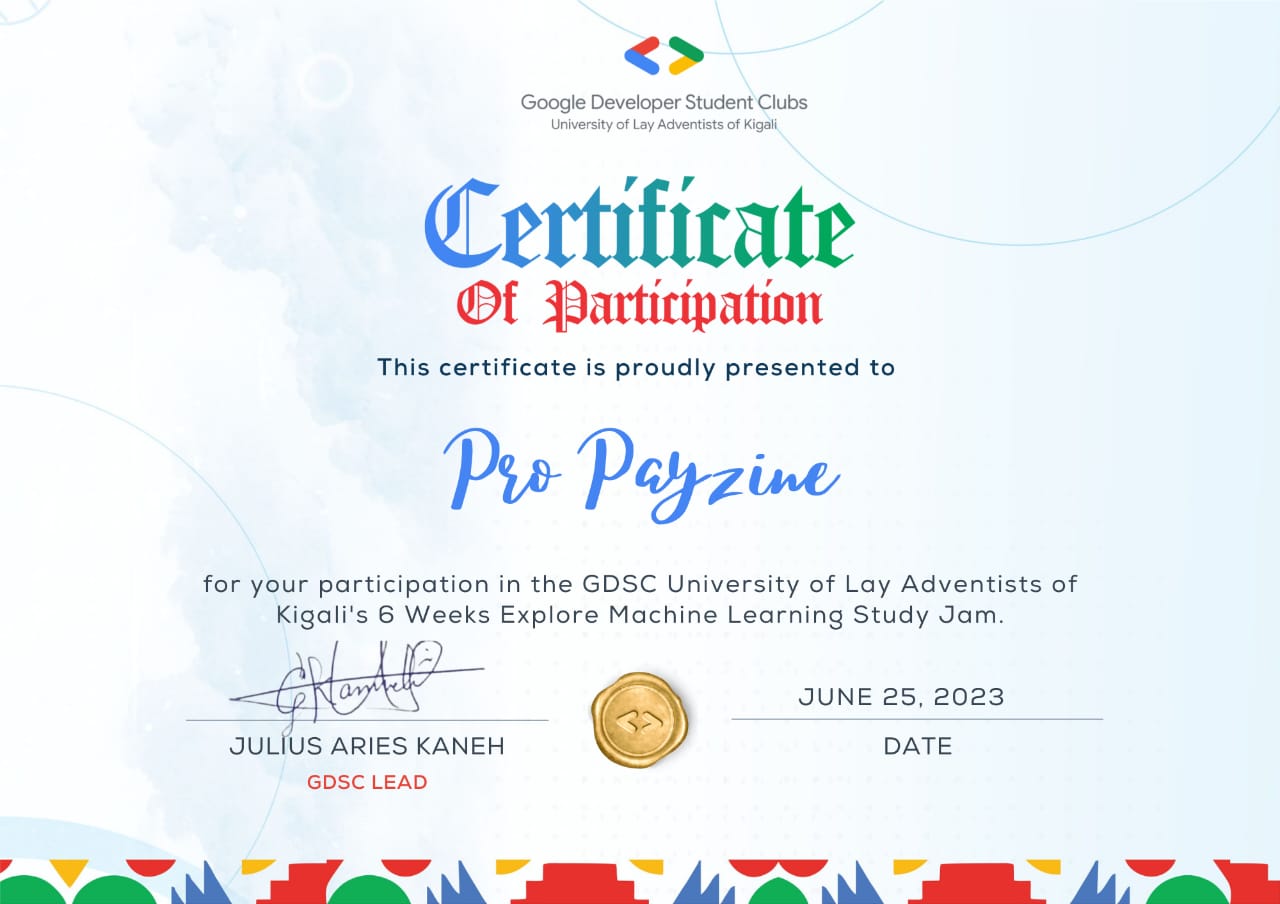 Google Developer Student Clubs
University of Lay Adventists of Kigali
Certificate
Of Participation
This certificate is proudly presented to
Pro Payzine
for your participation in the GDSC University of Lay Adventists of
Kigali's 6 Weeks Explore Machine Learning Study Jam.
JUNE 25, 2023
JULIUS ARIES KANEH
DATE
GDSC LEAD